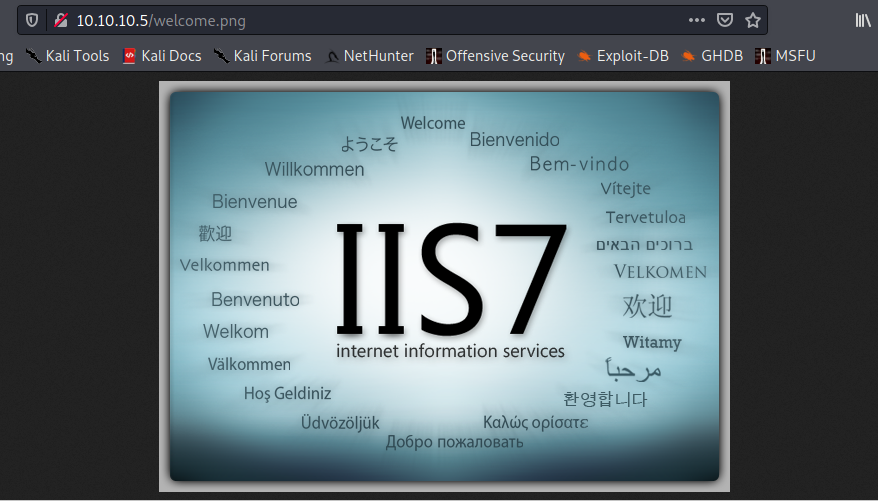 10.10.10.5/welcome.png
ng Kali Tools Kali Docs Kali Forums NetHunter Offensive Security Exploit-DB GHDB MSFU
Welcome
ようこそ
Bienvenido
Willkommen
Bem-vindo
Bienvenue
Vítejte
歡迎
Tervetuloa
ברוכים הבאים
Velkommen
VELKOMEN
Benvenuto
欢迎
IIS7
Welkom
Witamy
internet information services
Välkommen
مرحباً
Hoş Geldiniz
환영합니다
Üdvözöljük
Καλώς ορίσατε
Добро пожаловать